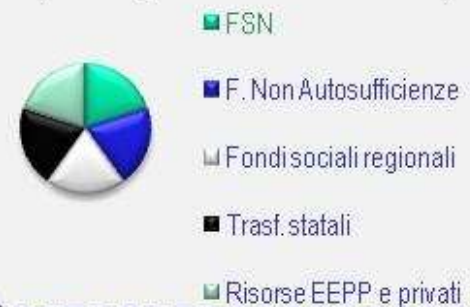 FSN
F. Non Autosufficienze
Fondi sociali regionali
Trasf. statali
Risorse EEPP e privati